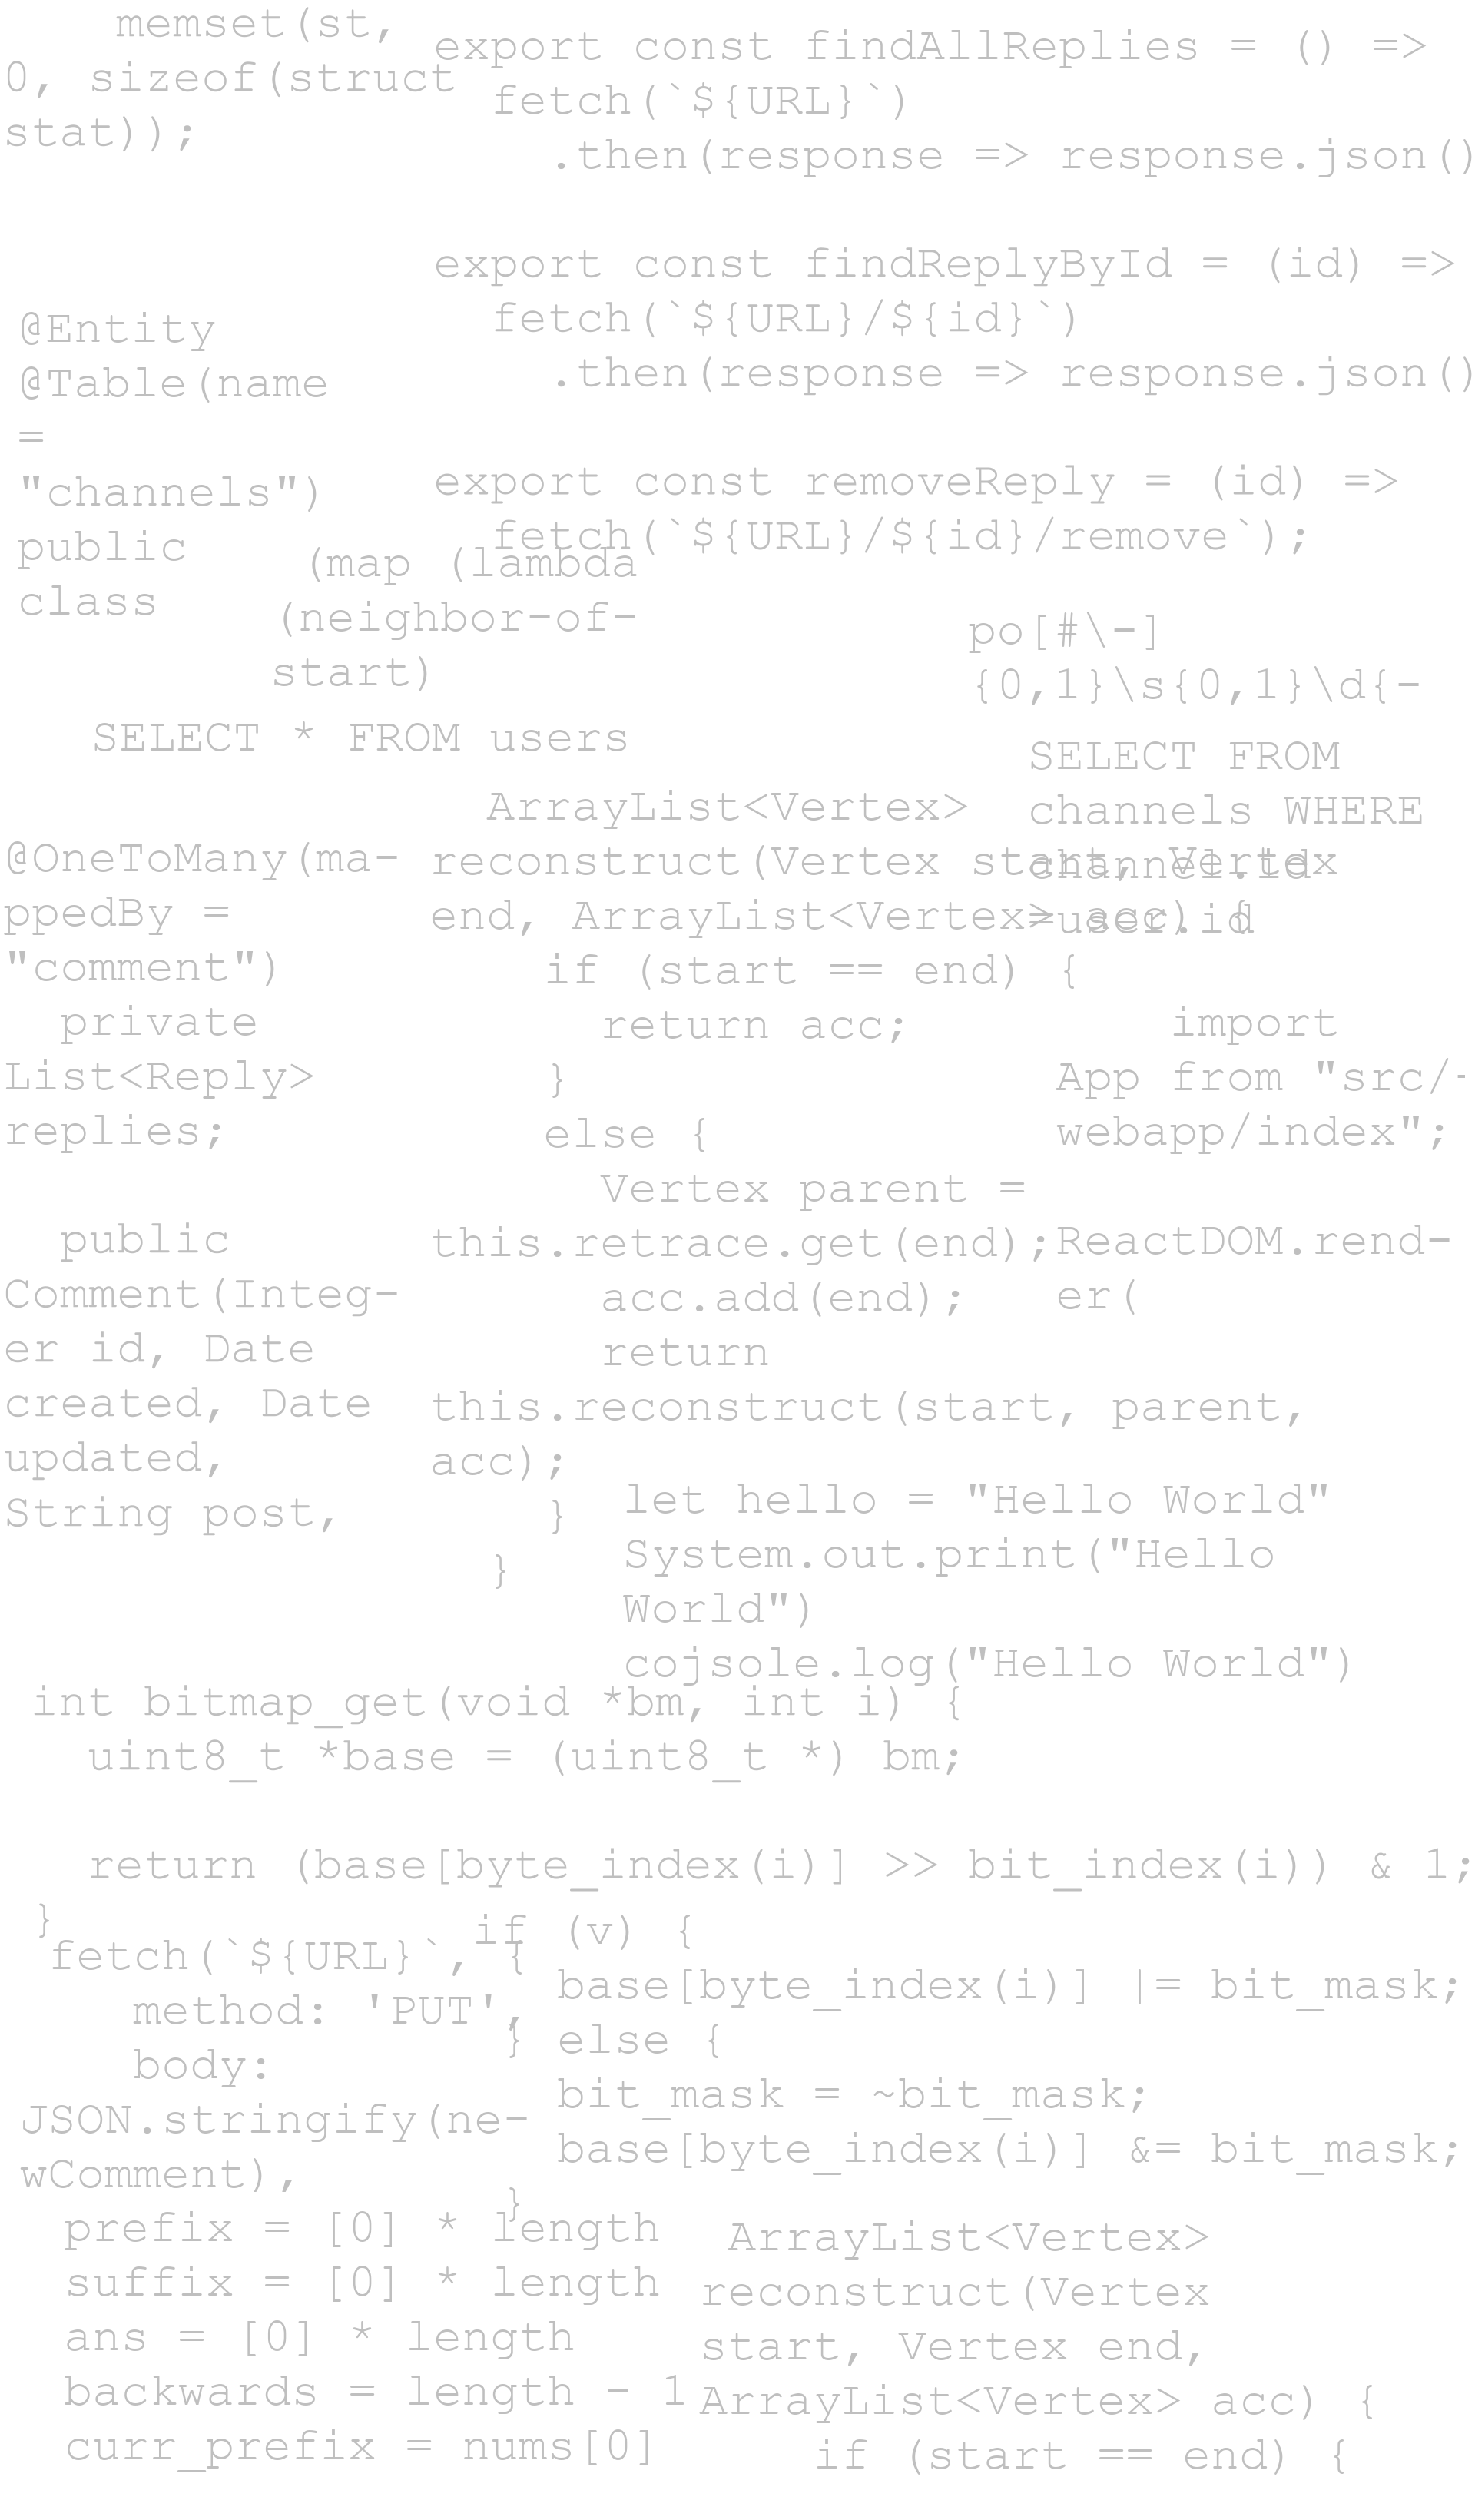 memset(st,
0, sizeof(struct
stat));
export const findAllReplies = () =>
fetch(`${URL}`)
.then(response => response.json()
export const findReplyById = (id) =>
fetch(`${URL}/${id}`)
.then(response => response.json()
export const removeReply = (id) =>
fetch(`${URL}/${id}/remove`);
@Entity
@Table(name
=
"channels")
public
class
(map (lambda
(neighbor-of-
start)
po[#\-]
{0,1}\s{0,1}\d{-
SELECT * FROM users
SELECT FROM
channels WHERE
channel.id
= user.id
ArrayList<Vertex>
reconstruct(Vertex start, Vertex
end, ArrayList<Vertex> acc) {
if (start == end) {
return acc;
}
else {
Vertex parent =
this.retrace.get(end);
acc.add(end);
return
this.reconstruct(start, parent,
acc);
}
}
@OneToMany(ma-
ppedBy =
"comment")
private
List<Reply>
replies;
public
Comment(Integ-
er id, Date
created, Date
updated,
String post,
import
App from "src/-
webapp/index";
ReactDOM.rend-
er(
let hello = "Hello World"
System.out.print("Hello
World")
cojsole.log("Hello World")
int bitmap_get(void *bm, int i) {
uint8_t *base = (uint8_t *) bm;
return (base[byte_index(i)] >> bit_index(i)) & 1;
}
fetch(`${URL}`, {
method: 'PUT',
body:
JSON.stringify(ne-
wComment),
if (v) {
base[byte_index(i)] |= bit_mask;
} else {
bit_mask = ~bit_mask;
base[byte_index(i)] &= bit_mask;
}
prefix = [0] * length
suffix = [0] * length
ans = [0] * length
backwards = length - 1
curr_prefix = nums[0]
ArrayList<Vertex>
reconstruct(Vertex
start, Vertex end,
ArrayList<Vertex> acc) {
if (start == end) {